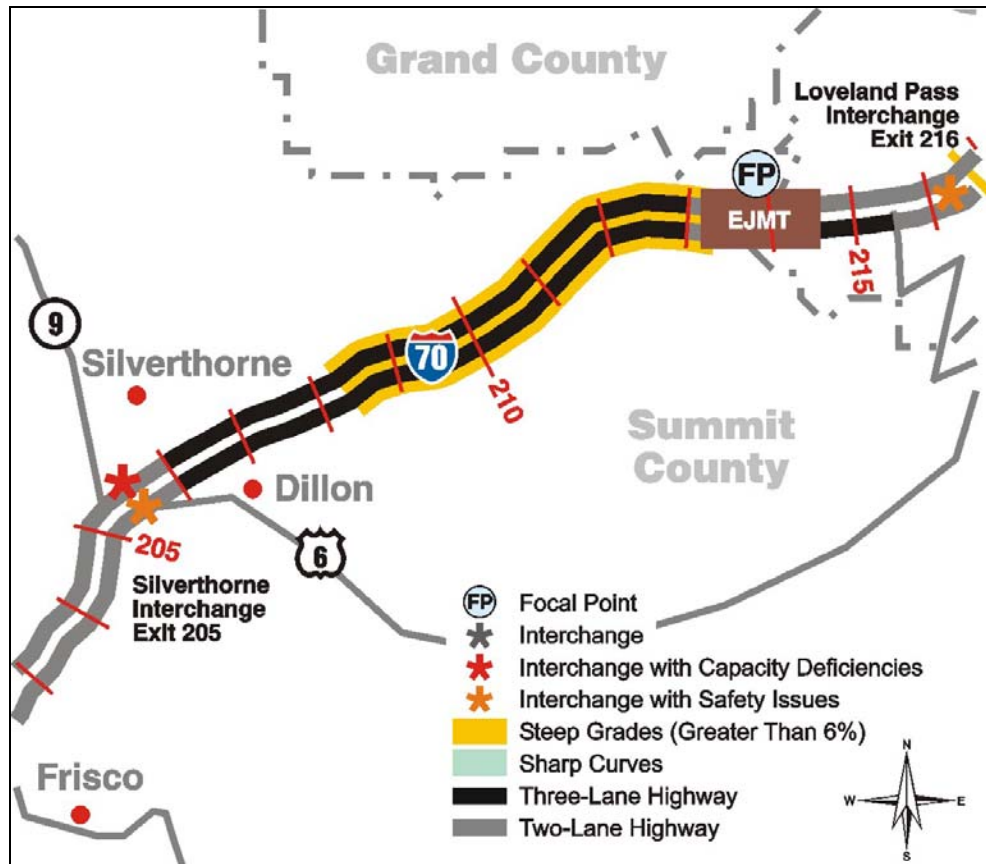 Grand County
Loveland Pass
Interchange
Exit 216
FP
EJMT
215
9
Silverthorne
70
210
Summit
County
Dillon
205
6
Silverthorne
Interchange
Exit 205
Frisco
FP Focal Point
Interchange
Interchange with Capacity Deficiencies
Interchange with Safety Issues
Steep Grades (Greater Than 6%)
Sharp Curves
Three-Lane Highway
Two-Lane Highway
N
W E
S